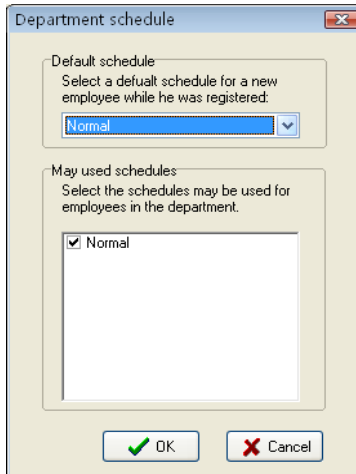 Department schedule
Default schedule
Select a defualt schedule for a new
employee while he was registered:
Normal
May used schedules
Select the schedules may be used for
employees in the department.
Normal
OK
Cancel